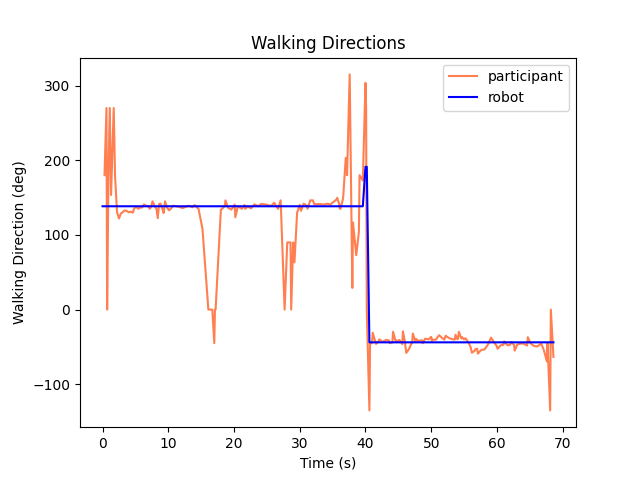 Walking Directions
participant
robot
Walking Direction (deg)
300
200
100
0
−100
0 10 20 30 40 50 60 70
Time (s)